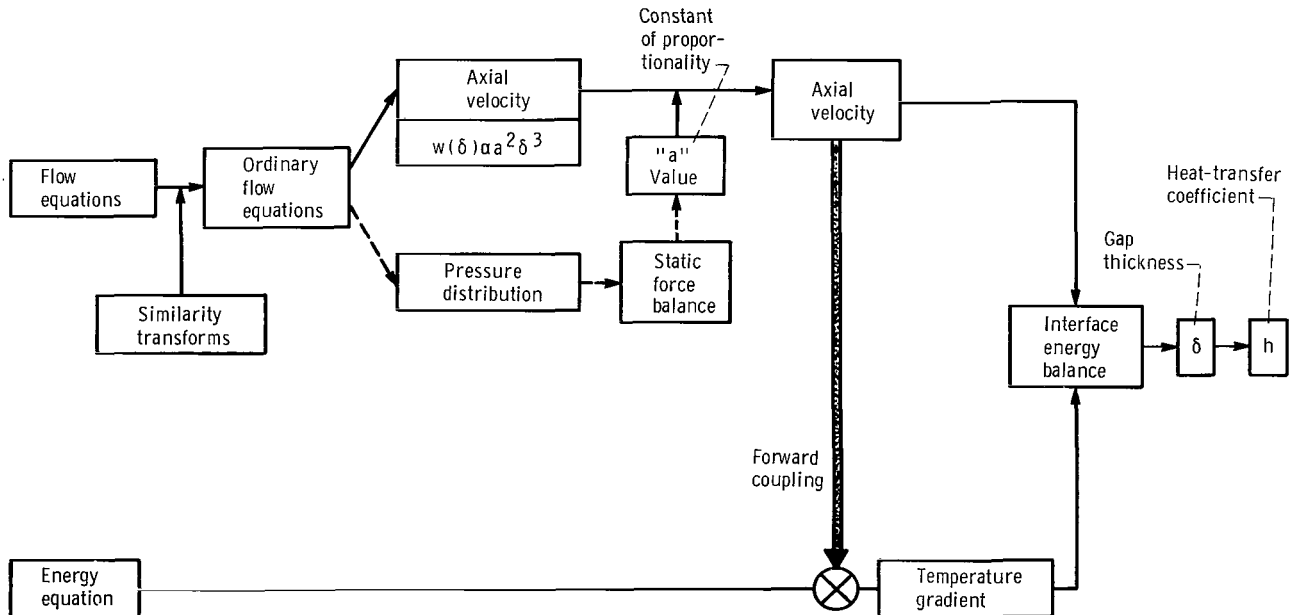 Constant
of propor-
tionality
Axial
velocity
w(δ)αa²δ³
Axial
velocity
"a"
Value
Flow
equations
Ordinary
flow
equations
Similarity
transforms
Pressure
distribution
Static
force
balance
Heat-transfer
coefficient
Gap
thickness
Interface
energy
balance
δ
h
Forward
coupling
Energy
equation
Temperature
gradient